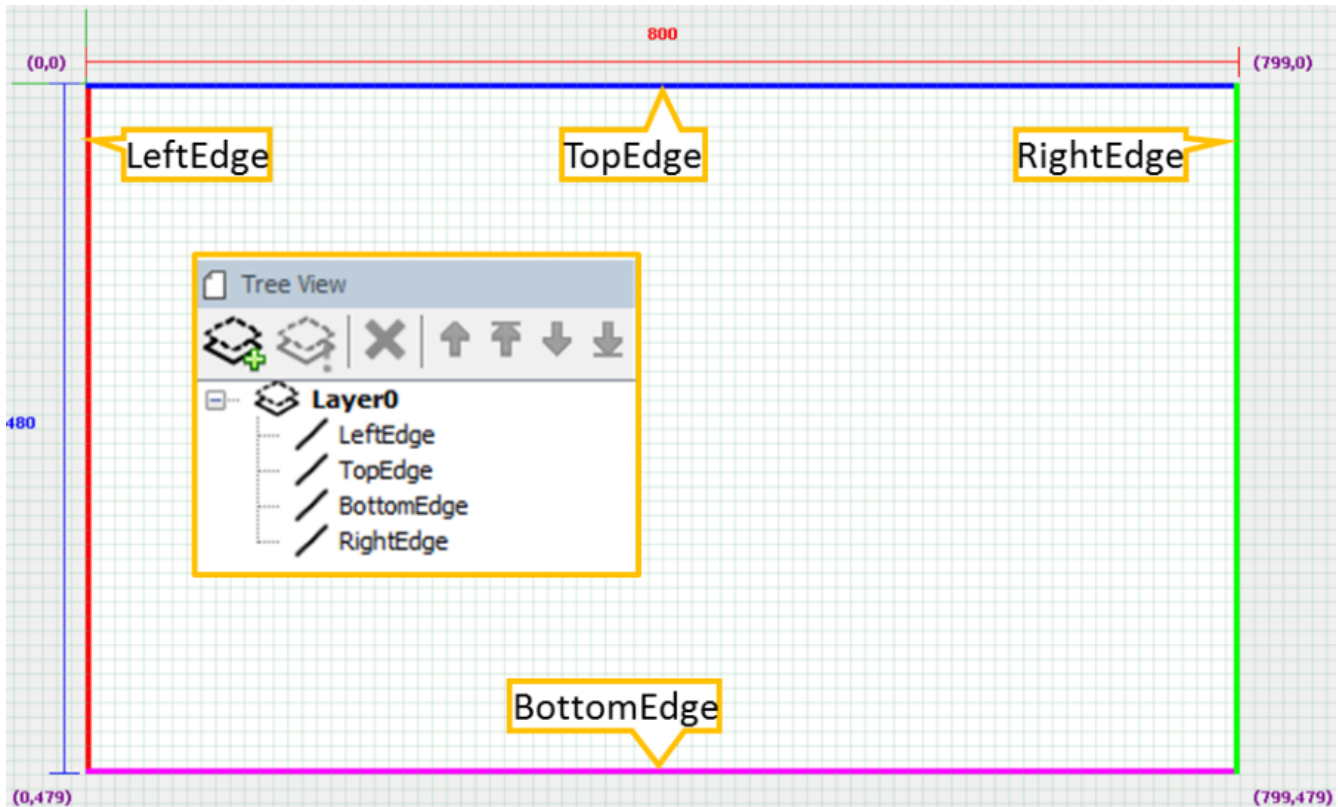 800
(0,0)
(799,0)
LeftEdge
TopEdge
RightEdge
Tree View
Layer0
LeftEdge
TopEdge
BottomEdge
RightEdge
480
BottomEdge
(0,479)
(799,479)